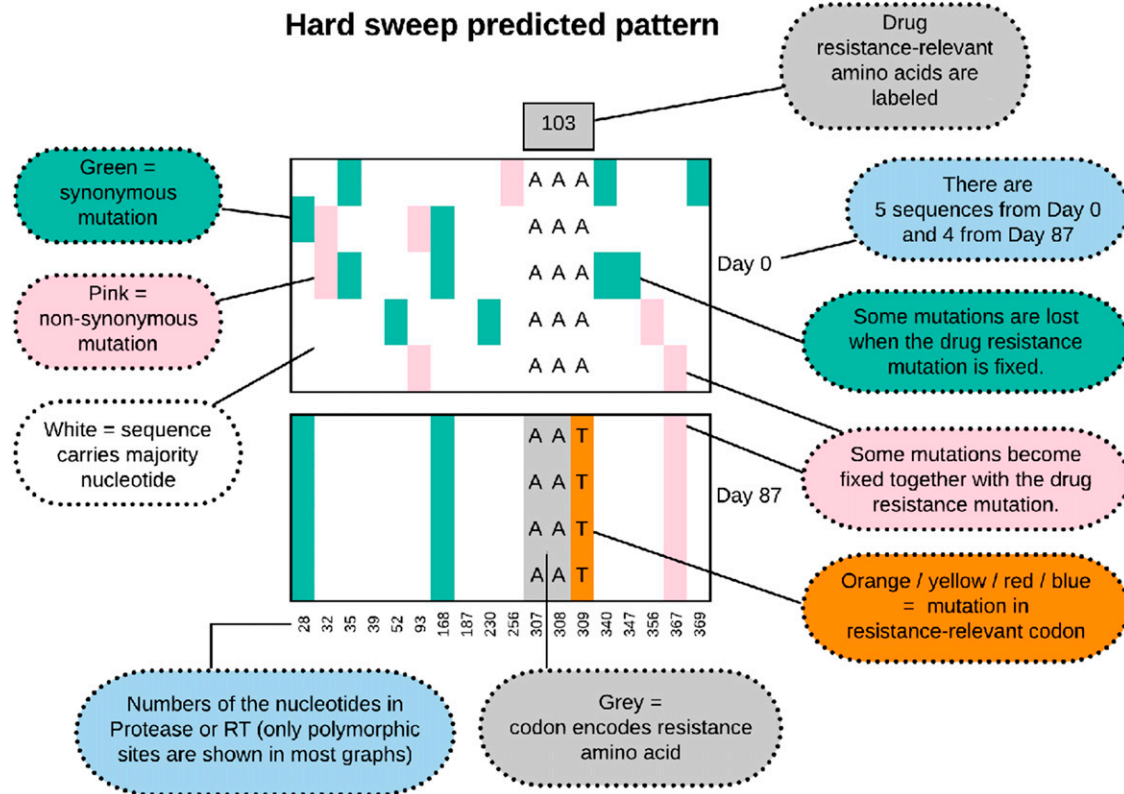 Hard sweep predicted pattern
Drug
resistance-relevant
amino acids are
labeled
103
Green =
synonymous
mutation
Pink =
non-synonymous
mutation
White = sequence
carries majority
nucleotide
A A A
A A A
A A A
A A A
A A A
Day 0
There are
5 sequences from Day 0
and 4 from Day 87
Some mutations are lost
when the drug resistance
mutation is fixed.
A A T
A A T
A A T
A A T
Day 87
Some mutations become
fixed together with the drug
resistance mutation.
Orange / yellow / red / blue
= mutation in
resistance-relevant codon
28 32 35 39 52 93 168 187 230 256 307 308 309 340 347 356 367 369
Numbers of the nucleotides in
Protease or RT (only polymorphic
sites are shown in most graphs)
Grey =
codon encodes resistance
amino acid